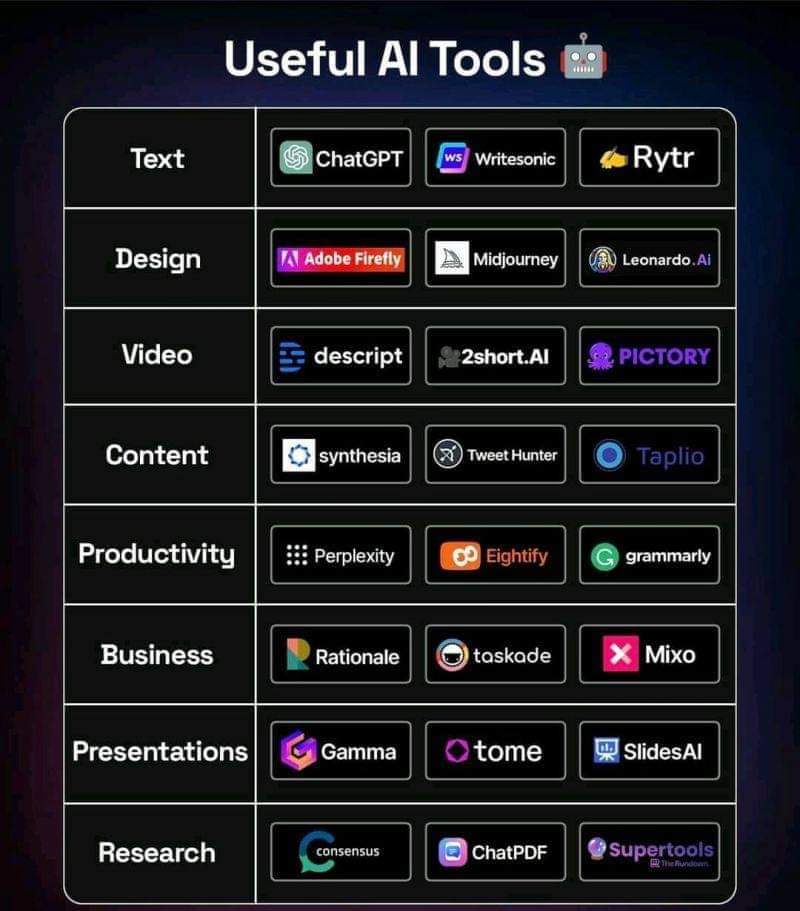 Useful AI Tools
Text ChatGPT WS Writesonic Rytr
Design Adobe Firefly Midjourney Leonardo.Ai
Video descript 2short.AI PICTORY
Content synthesia Tweet Hunter Taplio
Productivity Perplexity Eightify G grammarly
Business Rationale taskade Mixo
Presentations Gamma tome SlidesAI
Research Consensus ChatPDF Supertools
The Rundown